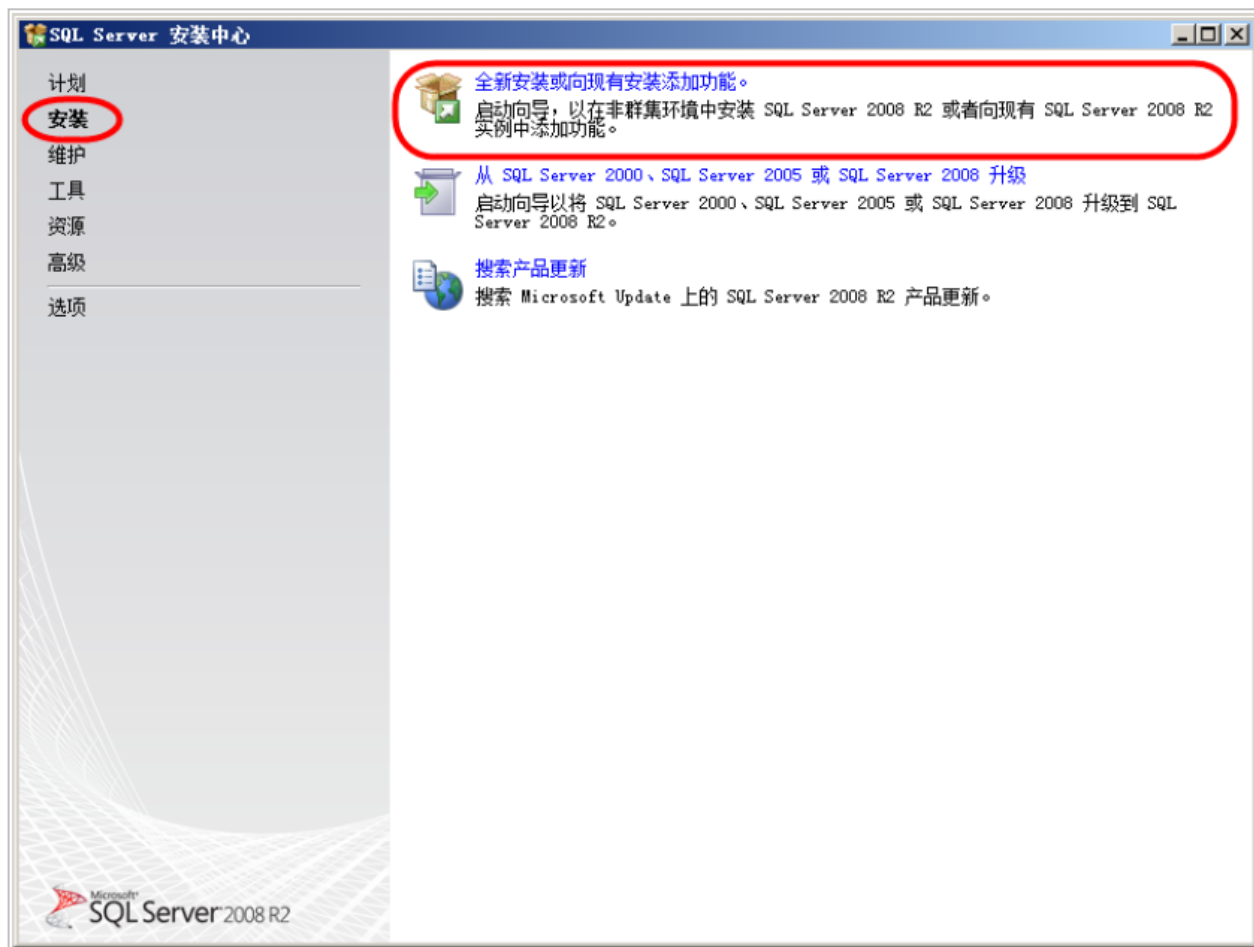 SQL Server 安装中心
计划
安装
维护
工具
资源
高级
选项
全新安装或向现有安装添加功能。
启动向导，以在非群集环境中安装 SQL Server 2008 R2 或者向现有 SQL Server 2008 R2
实例中添加功能。
从 SQL Server 2000、SQL Server 2005 或 SQL Server 2008 升级
启动向导以将 SQL Server 2000、SQL Server 2005 或 SQL Server 2008 升级到 SQL
Server 2008 R2。
搜索产品更新
搜索 Microsoft Update 上的 SQL Server 2008 R2 产品更新。
Microsoft
SQL Server 2008 R2